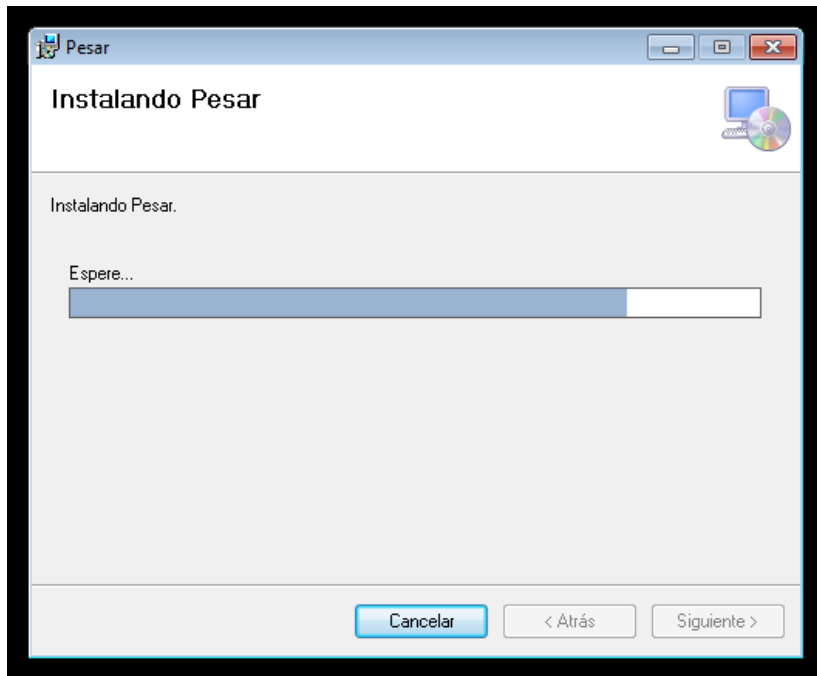 Pesar
Instalando Pesar
Instalando Pesar.
Espere...
Cancelar
< Atrás
Siguiente >